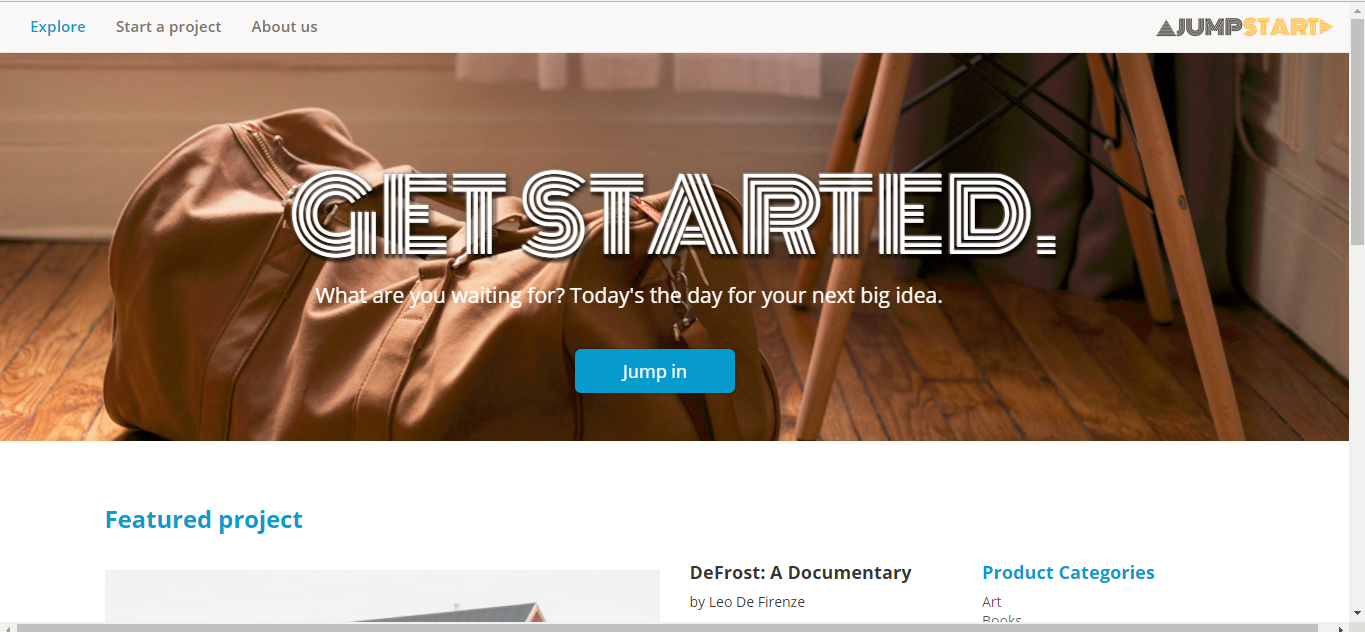 Explore Start a project About us
JUMPSTART
GET STARTED.
What are you waiting for? Today's the day for your next big idea.
Jump in
Featured project
DeFrost: A Documentary
by Leo De Firenze
Product Categories
Art
Books